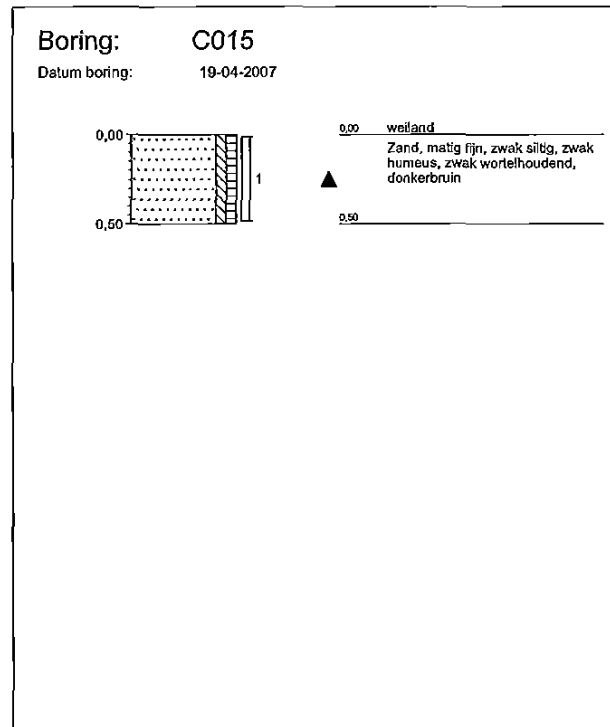 Boring: C015
Datum boring: 19-04-2007
0,00
1
0,50
0,00 weiland
Zand, matig fijn, zwak siltig, zwak
humeus, zwak wortelhoudend,
donkerbruin
0,50